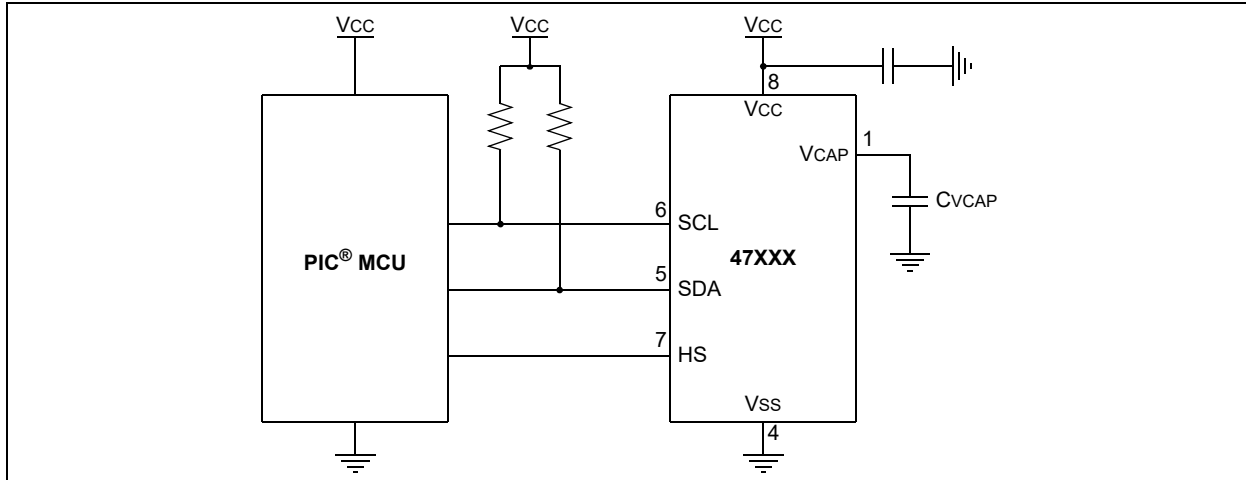 VCC
VCC
VCC
8
VCC
1
VCAP
CVCAP
6
SCL
PIC® MCU
47XXX
5
SDA
7
HS
VSS
4